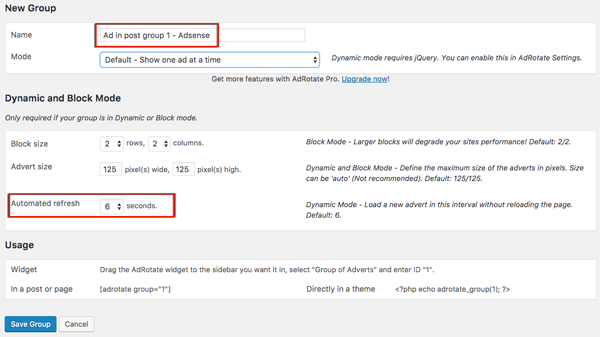 New Group
Name Ad in post group 1 - Adsense
Mode Default - Show one ad at a time Dynamic mode requires jQuery. You can enable this in AdRotate Settings.
Get more features with AdRotate Pro. Upgrade now!
Dynamic and Block Mode
Only required if your group is in Dynamic or Block mode.
Block size 2 rows, 2 columns. Block Mode - Larger blocks will degrade your sites performance! Default: 2/2.
Advert size 125 pixel(s) wide, 125 pixel(s) high. Dynamic and Block Mode - Define the maximum size of the adverts in pixels. Size
can be 'auto' (Not recommended). Default: 125/125.
Automated refresh 6 seconds. Dynamic Mode - Load a new advert in this interval without reloading the page.
Default: 6.
Usage
Widget Drag the AdRotate widget to the sidebar you want it in, select "Group of Adverts" and enter ID "1".
In a post or page [adrotate group="1"] Directly in a theme <?php echo adrotate_group(1); ?>
Save Group Cancel